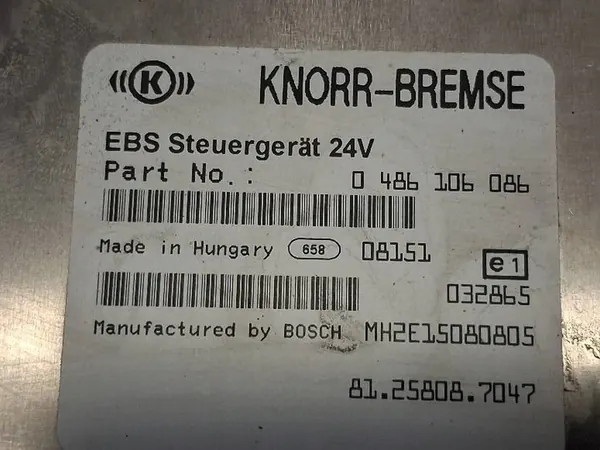 ((K)) KNORR-BREMSE
EBS Steuergerät 24V
Part No.: 0 486 106 086
Made in Hungary 658 08151 e1
032865
Manufactured by BOSCH MH2E15080805
81.25808.7047